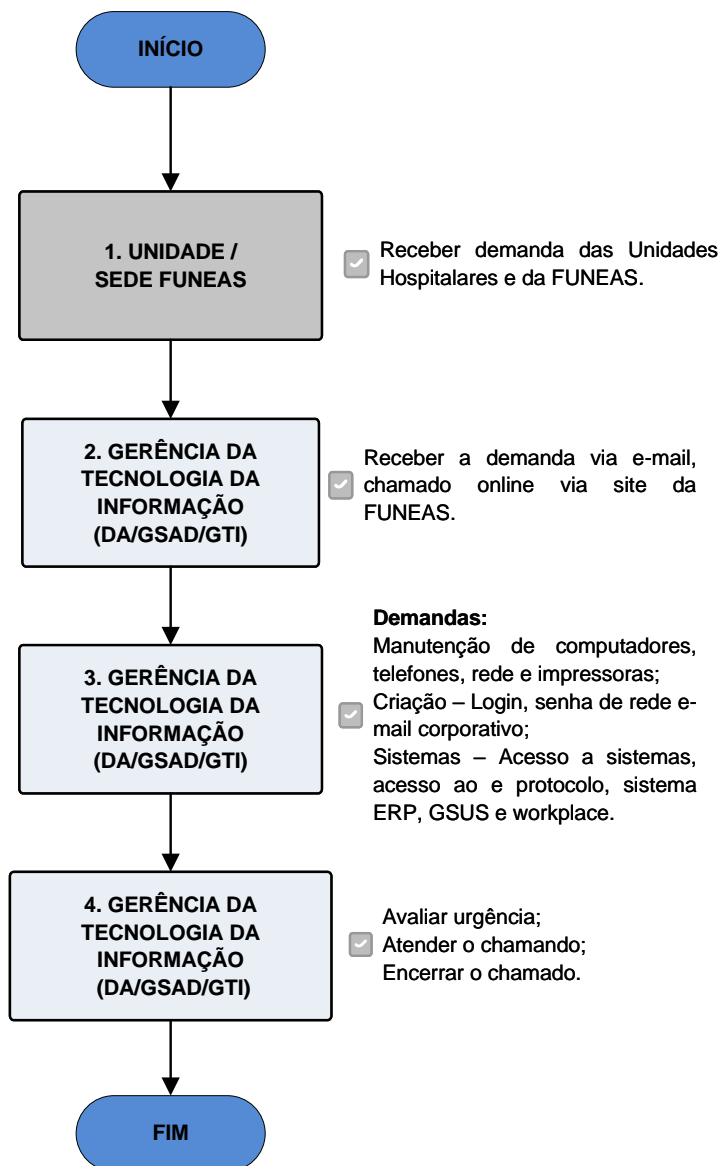 INÍCIO
1. UNIDADE /
SEDE FUNEAS
Receber demanda das Unidades
Hospitalares e da FUNEAS.
2. GERÊNCIA DA
TECNOLOGIA DA
INFORMAÇÃO
(DA/GSAD/GTI)
Receber a demanda via e-mail,
chamado online via site da
FUNEAS.
3. GERÊNCIA DA
TECNOLOGIA DA
INFORMAÇÃO
(DA/GSAD/GTI)
Demandas:
Manutenção de computadores,
telefones, rede e impressoras;
Criação – Login, senha de rede e-
mail corporativo;
Sistemas – Acesso a sistemas,
acesso ao e protocolo, sistema
ERP, GSUS e workplace.
4. GERÊNCIA DA
TECNOLOGIA DA
INFORMAÇÃO
(DA/GSAD/GTI)
Avaliar urgência;
Atender o chamando;
Encerrar o chamado.
FIM